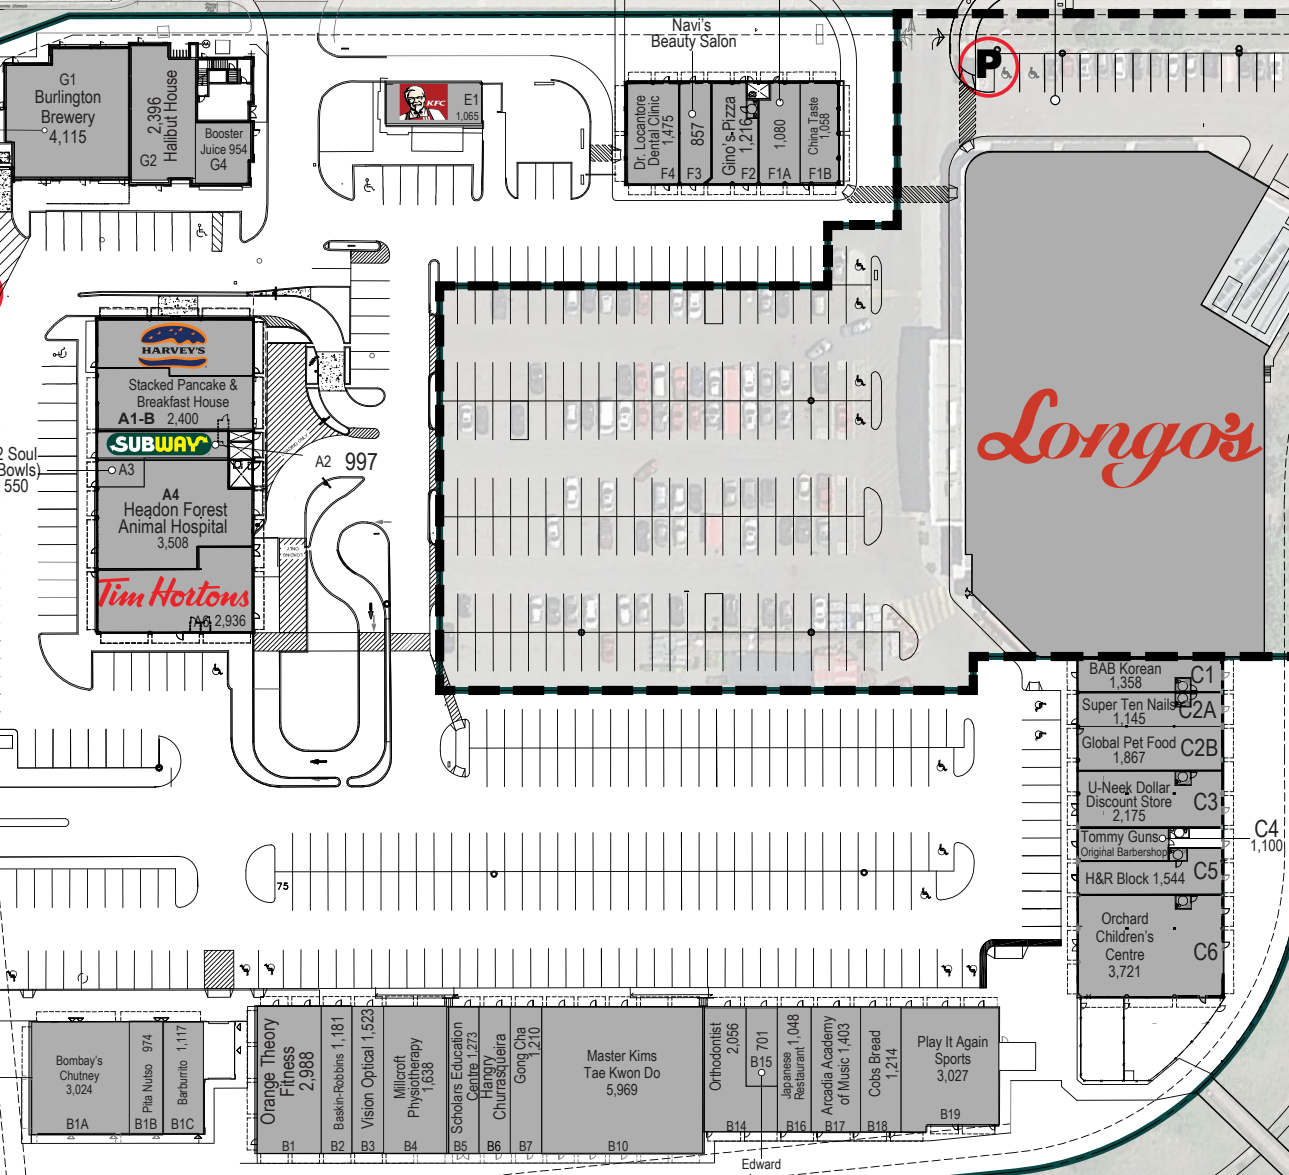 Navi's
Beauty Salon
P
G1
Burlington
Brewery
4,115
2,396
Halibut House
G2
Booster
Juice 954
G4
KFC
E1
1,065
Dr. Locantore
Dental Clinic
1,475
F4
857
F3
Gino's Pizza
1,216
F2
1,080
F1A
China Taste
1,058
F1B
HARVEY'S
Stacked Pancake &
Breakfast House
A1-B 2,400
SUBWAY
A2 997
2 Soul
Bowls)
550
A3
A4
Headon Forest
Animal Hospital
3,508
Tim Hortons
A6 2,936
LOADING
ONLY
Longo's
BAB Korean
1,358
C1
Super Ten Nails
1,145
C2A
Global Pet Food
1,867
C2B
U-Neek Dollar
Discount Store
2,175
C3
Tommy Guns
Original Barbershop
C4
1,100
H&R Block 1,544
C5
Orchard
Children's
Centre
3,721
C6
75
Bombay's
Chutney
3,024
B1A
Pita Nutso 974
B1B
Barburrito 1,117
B1C
Orange Theory
Fitness
2,988
B1
Baskin-Robbins 1,181
B2
Vision Optical 1,523
B3
Millcroft
Physiotherapy
1,638
B4
Scholars Education
Centre 1,273
B5
Hangry
Churrasqueira
B6
Gong Cha
1,210
B7
Master Kims
Tae Kwon Do
5,969
B10
Orthodontist
2,056
B14
701
B15
Edward
Japanese
Restaurant 1,048
B16
Arcadia Academy
of Music 1,403
B17
Cobs Bread
1,214
B18
Play It Again
Sports
3,027
B19